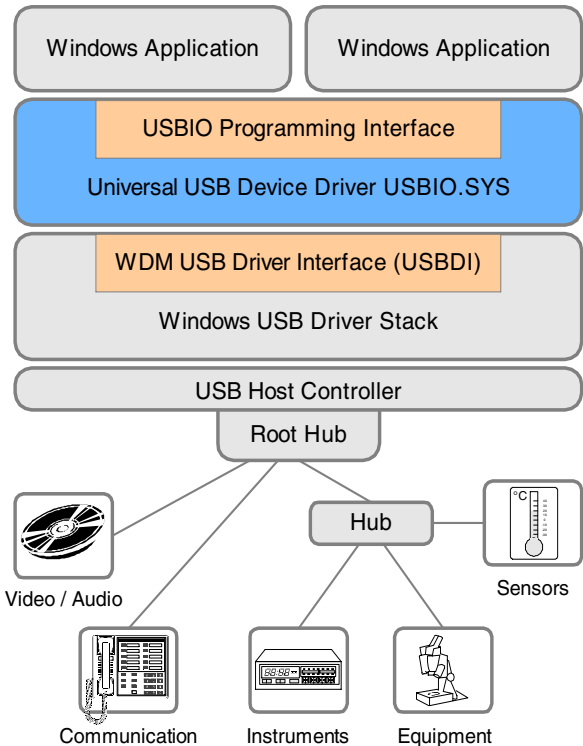 Windows Application
Windows Application
USBIO Programming Interface
Universal USB Device Driver USBIO.SYS
WDM USB Driver Interface (USBDI)
Windows USB Driver Stack
USB Host Controller
Root Hub
Hub
°C
Sensors
Video / Audio
Communication
Instruments
Equipment